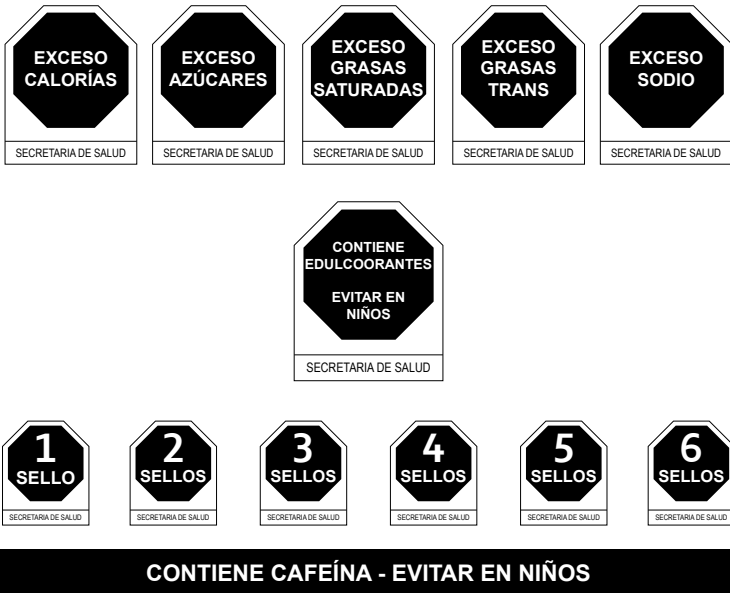 EXCESO
CALORÍAS
SECRETARIA DE SALUD
EXCESO
AZÚCARES
SECRETARIA DE SALUD
EXCESO
GRASAS
SATURADAS
SECRETARIA DE SALUD
EXCESO
GRASAS
TRANS
SECRETARIA DE SALUD
EXCESO
SODIO
SECRETARIA DE SALUD
CONTIENE
EDULCOORANTES
EVITAR EN
NIÑOS
SECRETARIA DE SALUD
1
SELLO
SECRETARIA DE SALUD
2
SELLOS
SECRETARIA DE SALUD
3
SELLOS
SECRETARIA DE SALUD
4
SELLOS
SECRETARIA DE SALUD
5
SELLOS
SECRETARIA DE SALUD
6
SELLOS
SECRETARIA DE SALUD
CONTIENE CAFEÍNA - EVITAR EN NIÑOS